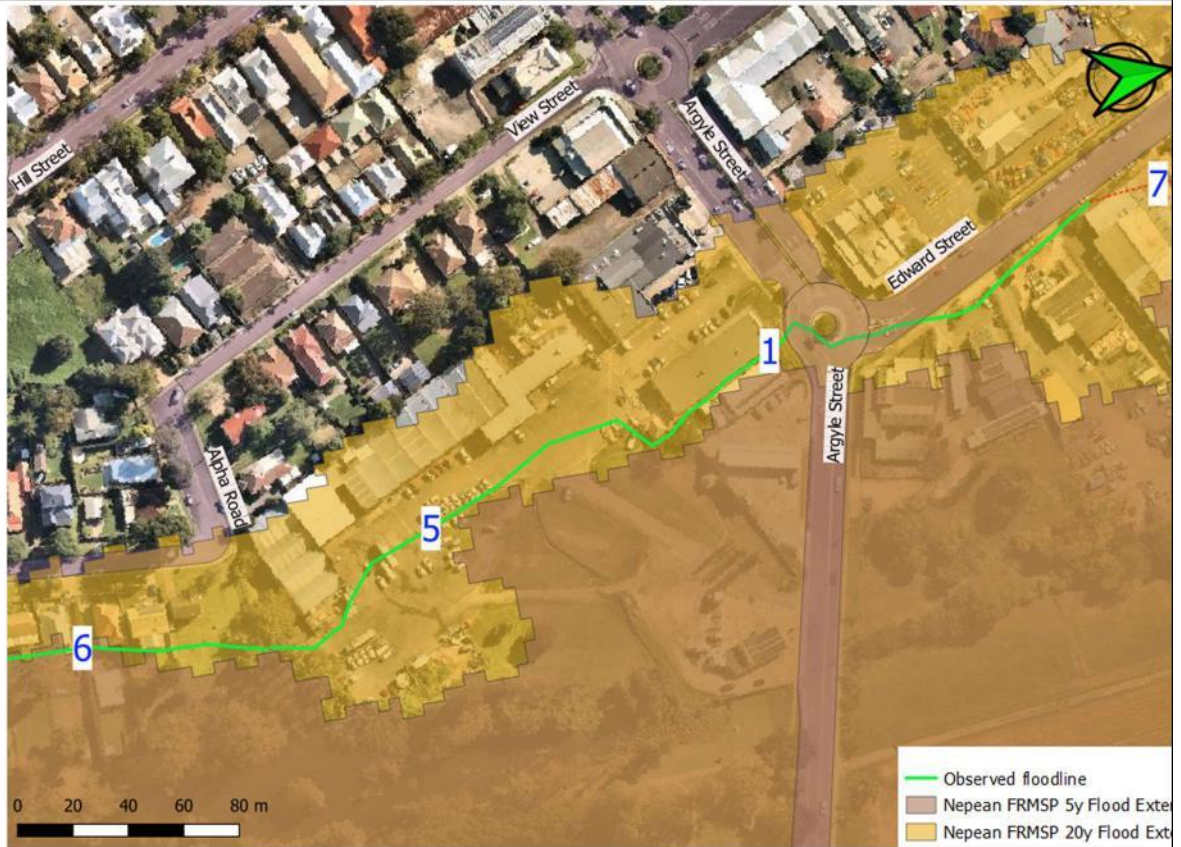 Hill Street
View Street
Argyle Street
7
Edward Street
1
Argyle Street
Alpha Road
5
6
0 20 40 60 80 m
Observed floodline
Nepean FRMSP 5y Flood Exte
Nepean FRMSP 20y Flood Ext